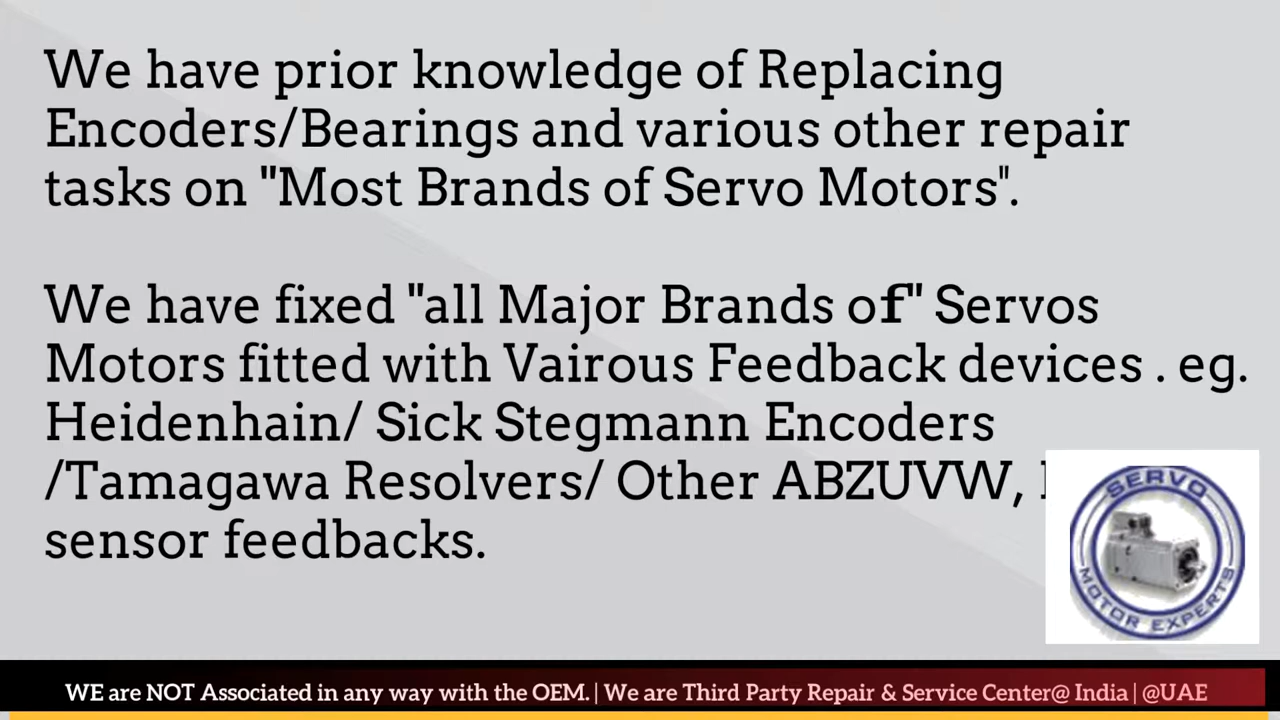 We have prior knowledge of Replacing
Encoders/Bearings and various other repair
tasks on "Most Brands of Servo Motors".
We have fixed "all Major Brands of" Servos
Motors fitted with Vairous Feedback devices . eg.
Heidenhain/ Sick Stegmann Encoders
/Tamagawa Resolvers/ Other ABZUVW,
sensor feedbacks.
SERVO
MOTOR EXPERTS
WE are NOT Associated in any way with the OEM. | We are Third Party Repair & Service Center@ India | @UAE